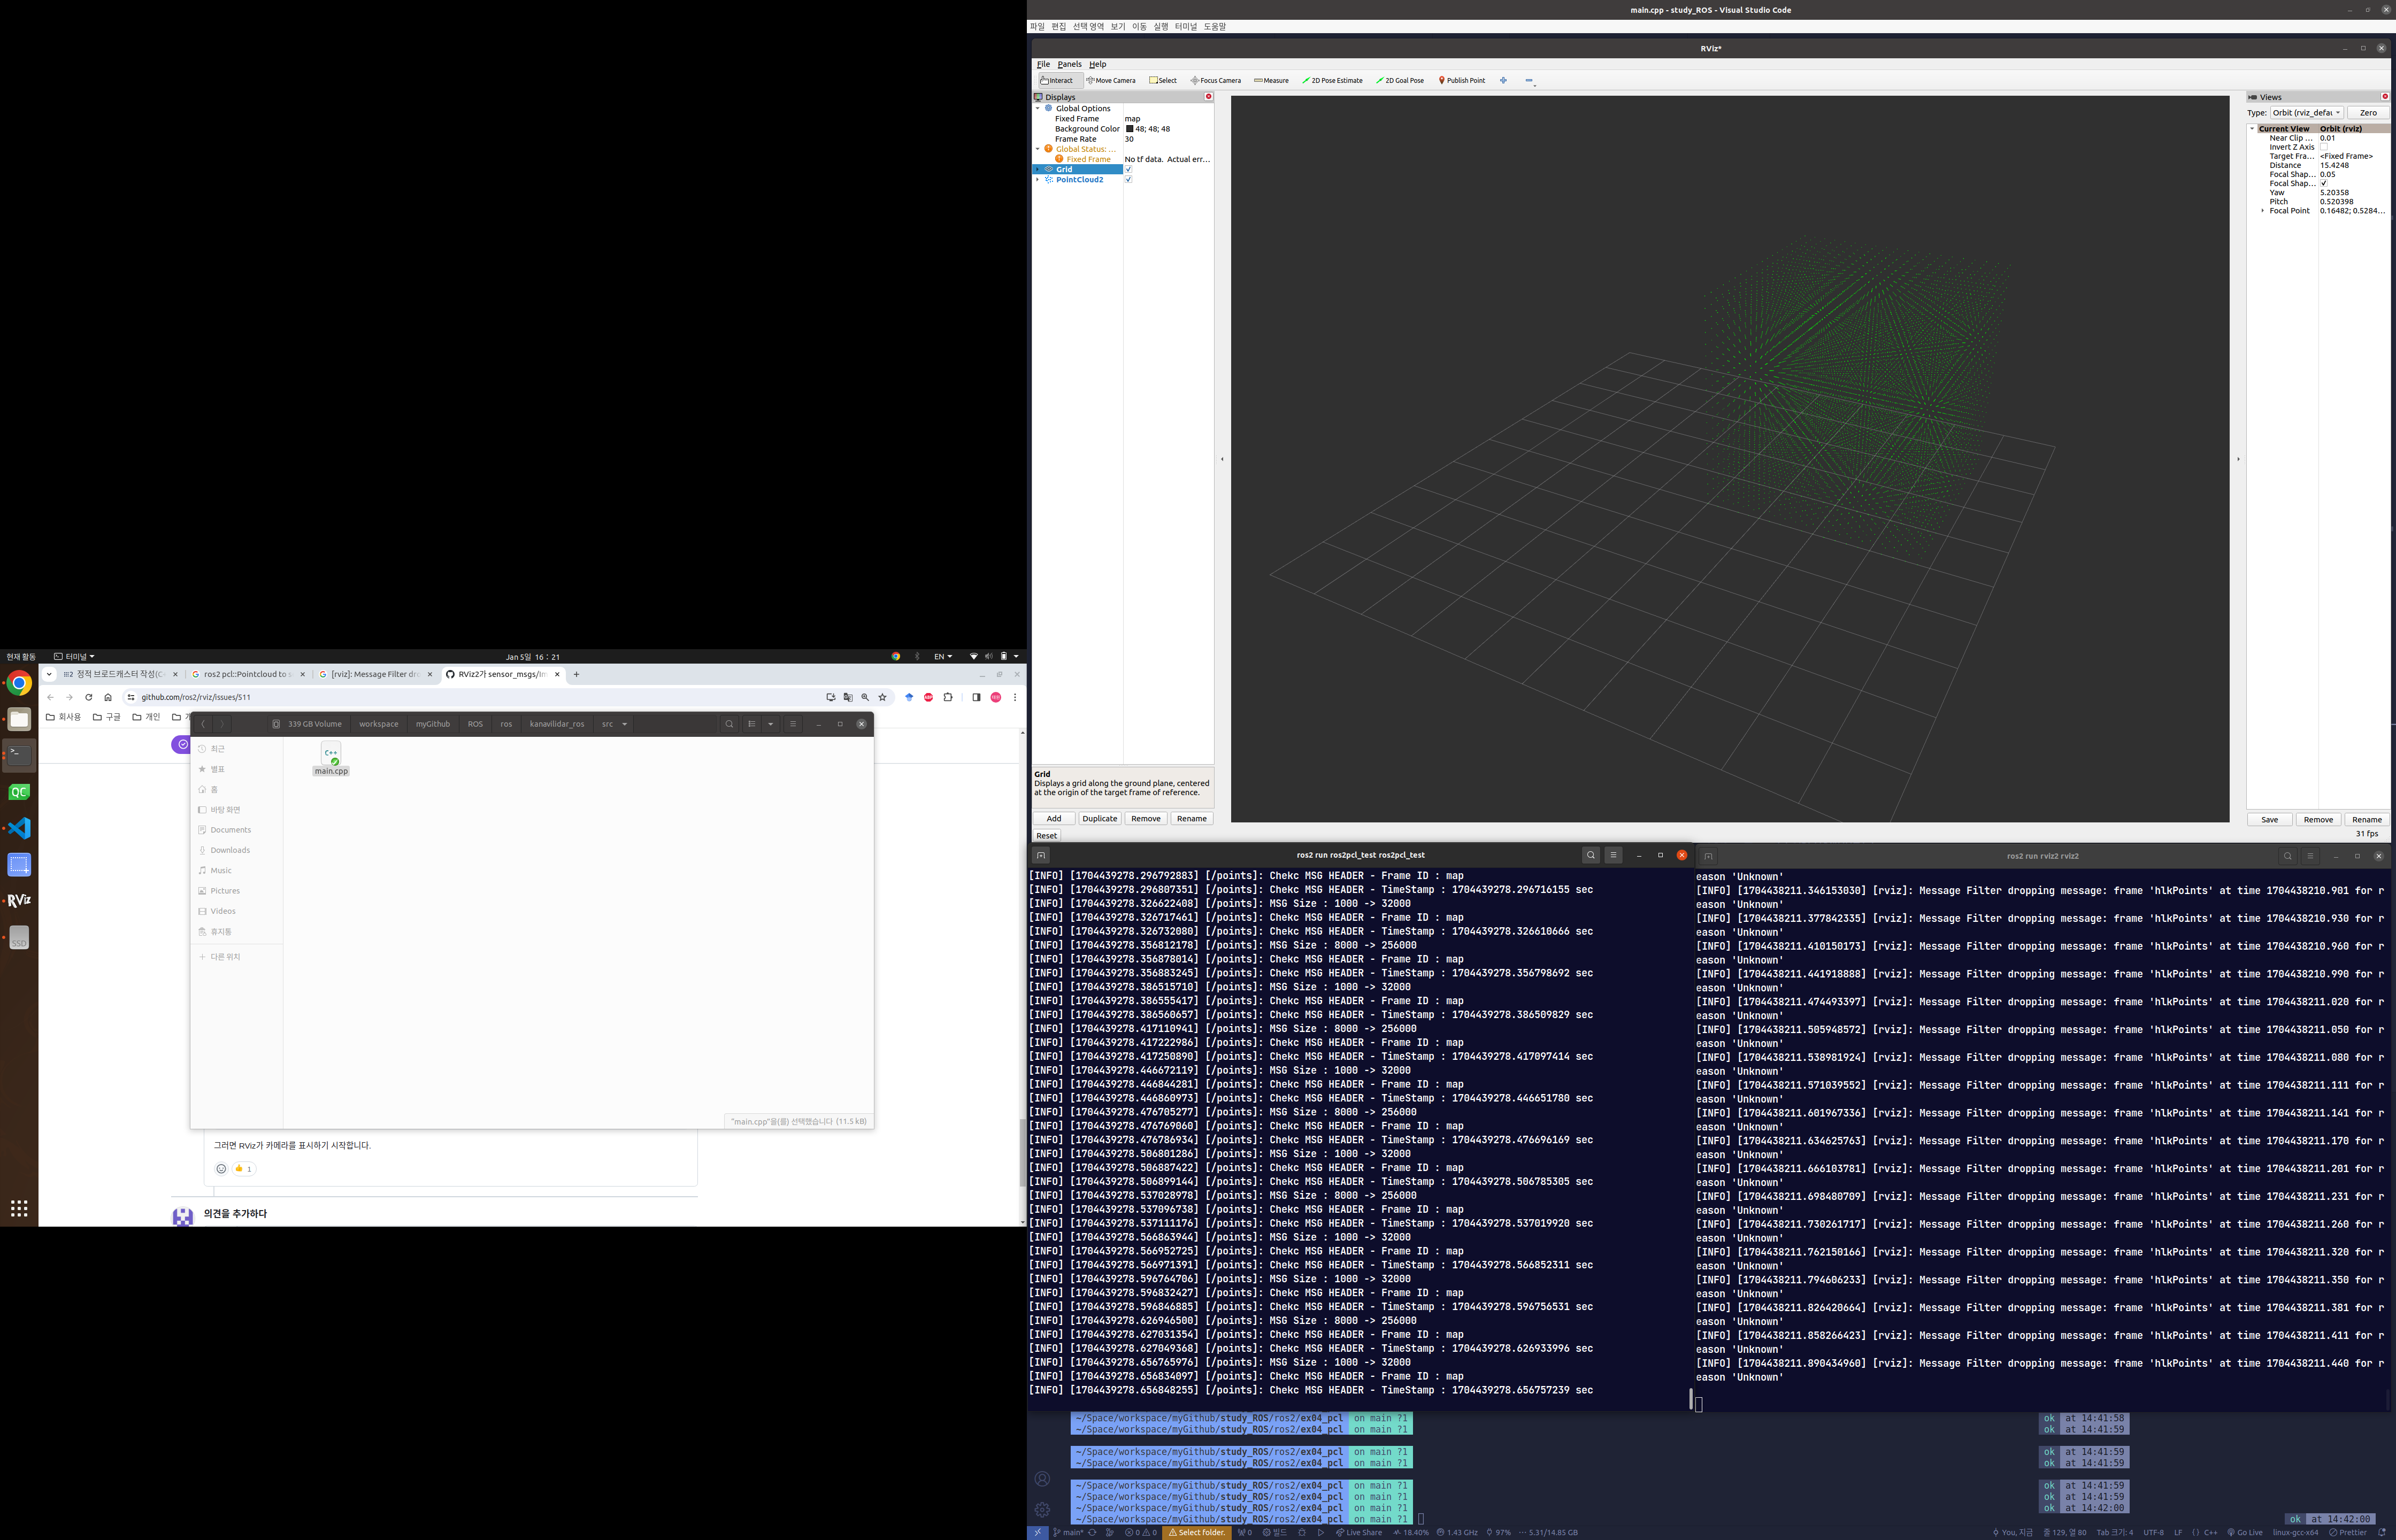 main.cpp - study_ROS - Visual Studio Code
파일 편집 선택 영역 보기 이동 실행 터미널 도움말
RViz*
File Panels Help
Interact Move Camera Select Focus Camera Measure 2D Pose Estimate 2D Goal Pose Publish Point
Displays
Global Options
Fixed Frame map
Background Color 48; 48; 48
Frame Rate 30
Global Status: ...
Fixed Frame No tf data. Actual err...
Grid
PointCloud2
Grid
Displays a grid along the ground plane, centered
at the origin of the target frame of reference.
Add Duplicate Remove Rename
Reset
Views
Type: Orbit (rviz_defau Zero
Current View Orbit (rviz)
Near Clip ... 0.01
Invert Z Axis
Target Fra... <Fixed Frame>
Distance 15.4248
Focal Shap... 0.05
Focal Shap...
Yaw 5.20358
Pitch 0.520398
Focal Point 0.16482; 0.5284...
Save Remove Rename
31 fps
현재 활동 터미널 Jan 5일 16 : 21 EN
정적 브로드캐스터 작성(C
ros2 pcl::Pointcloud to s
[rviz]: Message Filter dr
RViz2가 sensor_msgs/Im
github.com/ros2/rviz/issues/511
회사용 구글 개인
339 GB Volume workspace myGithub ROS ros kanavilidar_ros src
최근
별표
홈
바탕 화면
Documents
Downloads
Music
Pictures
Videos
휴지통
다른 위치
C++
main.cpp
"main.cpp"을(를) 선택했습니다 (11.5 kB)
QC
RViz
SSD
그러면 RViz가 카메라를 표시하기 시작합니다.
1
의견을 추가하다
ros2 run ros2pcl_test ros2pcl_test
[INFO] [1704439278.296792883] [/points]: Chekc MSG HEADER - Frame ID : map
[INFO] [1704439278.296807351] [/points]: Chekc MSG HEADER - TimeStamp : 1704439278.296716155 sec
[INFO] [1704439278.326622408] [/points]: MSG Size : 1000 -> 32000
[INFO] [1704439278.326717461] [/points]: Chekc MSG HEADER - Frame ID : map
[INFO] [1704439278.326732080] [/points]: Chekc MSG HEADER - TimeStamp : 1704439278.326610666 sec
[INFO] [1704439278.356812178] [/points]: MSG Size : 8000 -> 256000
[INFO] [1704439278.356878014] [/points]: Chekc MSG HEADER - Frame ID : map
[INFO] [1704439278.356883245] [/points]: Chekc MSG HEADER - TimeStamp : 1704439278.356798692 sec
[INFO] [1704439278.386515710] [/points]: MSG Size : 1000 -> 32000
[INFO] [1704439278.386555417] [/points]: Chekc MSG HEADER - Frame ID : map
[INFO] [1704439278.386560657] [/points]: Chekc MSG HEADER - TimeStamp : 1704439278.386509829 sec
[INFO] [1704439278.417110941] [/points]: MSG Size : 8000 -> 256000
[INFO] [1704439278.417222986] [/points]: Chekc MSG HEADER - Frame ID : map
[INFO] [1704439278.417250890] [/points]: Chekc MSG HEADER - TimeStamp : 1704439278.417097414 sec
[INFO] [1704439278.446672119] [/points]: MSG Size : 1000 -> 32000
[INFO] [1704439278.446844281] [/points]: Chekc MSG HEADER - Frame ID : map
[INFO] [1704439278.446860973] [/points]: Chekc MSG HEADER - TimeStamp : 1704439278.446651780 sec
[INFO] [1704439278.476705277] [/points]: MSG Size : 8000 -> 256000
[INFO] [1704439278.476769060] [/points]: Chekc MSG HEADER - Frame ID : map
[INFO] [1704439278.476786934] [/points]: Chekc MSG HEADER - TimeStamp : 1704439278.476696169 sec
[INFO] [1704439278.506801286] [/points]: MSG Size : 1000 -> 32000
[INFO] [1704439278.506887422] [/points]: Chekc MSG HEADER - Frame ID : map
[INFO] [1704439278.506899144] [/points]: Chekc MSG HEADER - TimeStamp : 1704439278.506785305 sec
[INFO] [1704439278.537028978] [/points]: MSG Size : 8000 -> 256000
[INFO] [1704439278.537096738] [/points]: Chekc MSG HEADER - Frame ID : map
[INFO] [1704439278.537111176] [/points]: Chekc MSG HEADER - TimeStamp : 1704439278.537019920 sec
[INFO] [1704439278.566863944] [/points]: MSG Size : 1000 -> 32000
[INFO] [1704439278.566952725] [/points]: Chekc MSG HEADER - Frame ID : map
[INFO] [1704439278.566971391] [/points]: Chekc MSG HEADER - TimeStamp : 1704439278.566852311 sec
[INFO] [1704439278.596764706] [/points]: MSG Size : 1000 -> 32000
[INFO] [1704439278.596832427] [/points]: Chekc MSG HEADER - Frame ID : map
[INFO] [1704439278.596846885] [/points]: Chekc MSG HEADER - TimeStamp : 1704439278.596756531 sec
[INFO] [1704439278.626946500] [/points]: MSG Size : 8000 -> 256000
[INFO] [1704439278.627031354] [/points]: Chekc MSG HEADER - Frame ID : map
[INFO] [1704439278.627049368] [/points]: Chekc MSG HEADER - TimeStamp : 1704439278.626933996 sec
[INFO] [1704439278.656765976] [/points]: MSG Size : 1000 -> 32000
[INFO] [1704439278.656834097] [/points]: Chekc MSG HEADER - Frame ID : map
[INFO] [1704439278.656848255] [/points]: Chekc MSG HEADER - TimeStamp : 1704439278.656757239 sec
ros2 run rviz2 rviz2
eason 'Unknown'
[INFO] [1704438211.346153030] [rviz]: Message Filter dropping message: frame 'hlkPoints' at time 1704438210.901 for r
eason 'Unknown'
[INFO] [1704438211.377842335] [rviz]: Message Filter dropping message: frame 'hlkPoints' at time 1704438210.930 for r
eason 'Unknown'
[INFO] [1704438211.410150173] [rviz]: Message Filter dropping message: frame 'hlkPoints' at time 1704438210.960 for r
eason 'Unknown'
[INFO] [1704438211.441918888] [rviz]: Message Filter dropping message: frame 'hlkPoints' at time 1704438210.990 for r
eason 'Unknown'
[INFO] [1704438211.474493397] [rviz]: Message Filter dropping message: frame 'hlkPoints' at time 1704438211.020 for r
eason 'Unknown'
[INFO] [1704438211.505948572] [rviz]: Message Filter dropping message: frame 'hlkPoints' at time 1704438211.050 for r
eason 'Unknown'
[INFO] [1704438211.538981924] [rviz]: Message Filter dropping message: frame 'hlkPoints' at time 1704438211.080 for r
eason 'Unknown'
[INFO] [1704438211.571039552] [rviz]: Message Filter dropping message: frame 'hlkPoints' at time 1704438211.111 for r
eason 'Unknown'
[INFO] [1704438211.601967336] [rviz]: Message Filter dropping message: frame 'hlkPoints' at time 1704438211.141 for r
eason 'Unknown'
[INFO] [1704438211.634625763] [rviz]: Message Filter dropping message: frame 'hlkPoints' at time 1704438211.170 for r
eason 'Unknown'
[INFO] [1704438211.666103781] [rviz]: Message Filter dropping message: frame 'hlkPoints' at time 1704438211.201 for r
eason 'Unknown'
[INFO] [1704438211.698480709] [rviz]: Message Filter dropping message: frame 'hlkPoints' at time 1704438211.231 for r
eason 'Unknown'
[INFO] [1704438211.730261717] [rviz]: Message Filter dropping message: frame 'hlkPoints' at time 1704438211.260 for r
eason 'Unknown'
[INFO] [1704438211.762150166] [rviz]: Message Filter dropping message: frame 'hlkPoints' at time 1704438211.320 for r
eason 'Unknown'
[INFO] [1704438211.794606233] [rviz]: Message Filter dropping message: frame 'hlkPoints' at time 1704438211.350 for r
eason 'Unknown'
[INFO] [1704438211.826420664] [rviz]: Message Filter dropping message: frame 'hlkPoints' at time 1704438211.381 for r
eason 'Unknown'
[INFO] [1704438211.858266423] [rviz]: Message Filter dropping message: frame 'hlkPoints' at time 1704438211.411 for r
eason 'Unknown'
[INFO] [1704438211.890434960] [rviz]: Message Filter dropping message: frame 'hlkPoints' at time 1704438211.440 for r
eason 'Unknown'
~/Space/workspace/myGithub/study_ROS/ros2/ex04_pcl on main ?1 ok at 14:41:58
~/Space/workspace/myGithub/study_ROS/ros2/ex04_pcl on main ?1 ok at 14:41:59
~/Space/workspace/myGithub/study_ROS/ros2/ex04_pcl on main ?1 ok at 14:41:59
~/Space/workspace/myGithub/study_ROS/ros2/ex04_pcl on main ?1 ok at 14:41:59
~/Space/workspace/myGithub/study_ROS/ros2/ex04_pcl on main ?1 ok at 14:41:59
~/Space/workspace/myGithub/study_ROS/ros2/ex04_pcl on main ?1 ok at 14:41:59
~/Space/workspace/myGithub/study_ROS/ros2/ex04_pcl on main ?1 ok at 14:42:00
~/Space/workspace/myGithub/study_ROS/ros2/ex04_pcl on main ?1 ok at 14:42:00
main* 0 0 Select folder. 0 빌드 Live Share 18.40% 1.43 GHz 97% 5.31/14.85 GB You, 지금 줄 129, 열 80 Tab 크기: 4 UTF-8 LF {} C++ Go Live linux-gcc-x64 Prettier